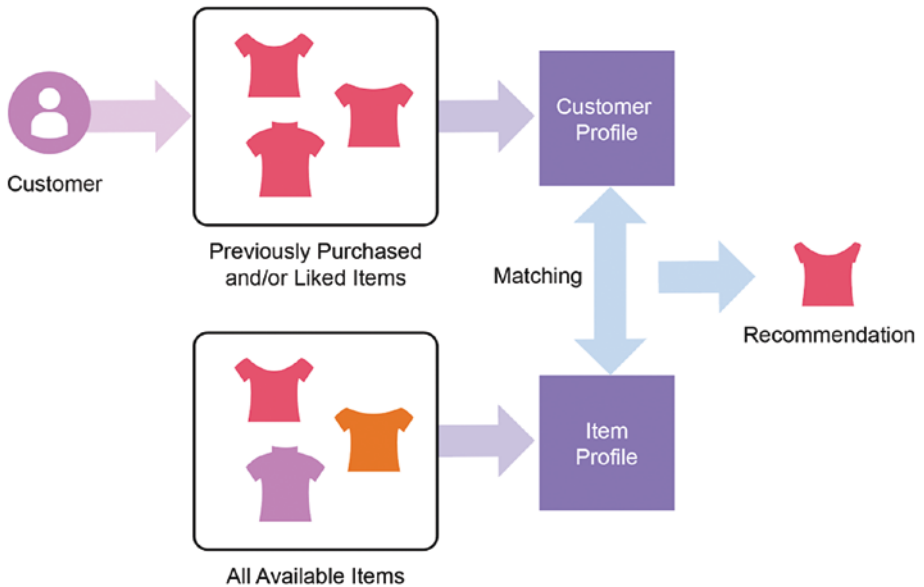 Customer
Previously Purchased
and/or Liked Items
Customer
Profile
Matching
Recommendation
Item
Profile
All Available Items